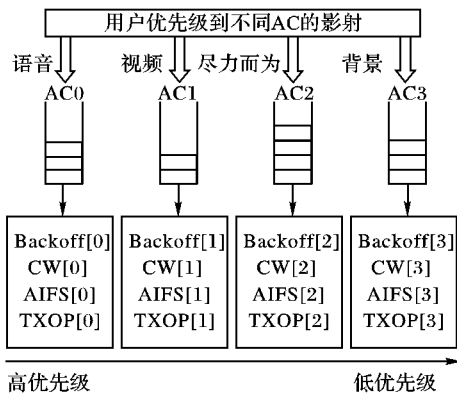 用户优先级到不同AC的影射
语音 视频 尽力而为 背景
AC0 AC1 AC2 AC3
Backoff[0] Backoff[1] Backoff[2] Backoff[3]
CW[0] CW[1] CW[2] CW[3]
AIFS[0] AIFS[1] AIFS[2] AIFS[3]
TXOP[0] TXOP[1] TXOP[2] TXOP[3]
高优先级 低优先级